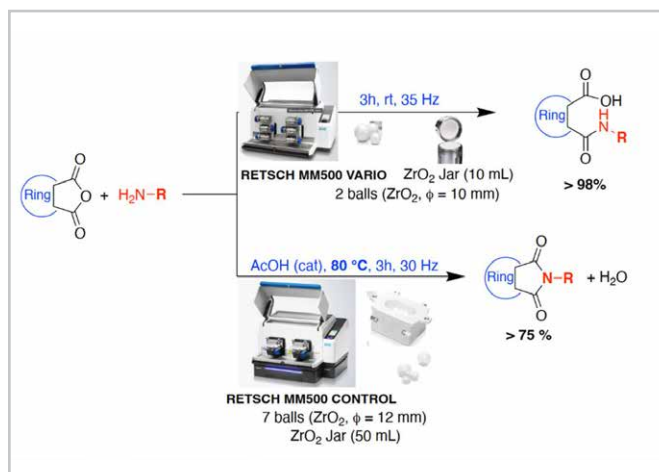 3h, rt, 35 Hz
RETSCH MM500 VARIO
ZrO₂ Jar (10 mL)
2 balls (ZrO₂, ϕ = 10 mm)
Ring
O
OH
H
N-R
O
> 98%
Ring
O
O
O
+ H₂N-R
AcOH (cat), 80 °C, 3h, 30 Hz
RETSCH MM500 CONTROL
7 balls (ZrO₂, ϕ = 12 mm)
ZrO₂ Jar (50 mL)
Ring
O
N-R
O
+ H₂O
> 75 %